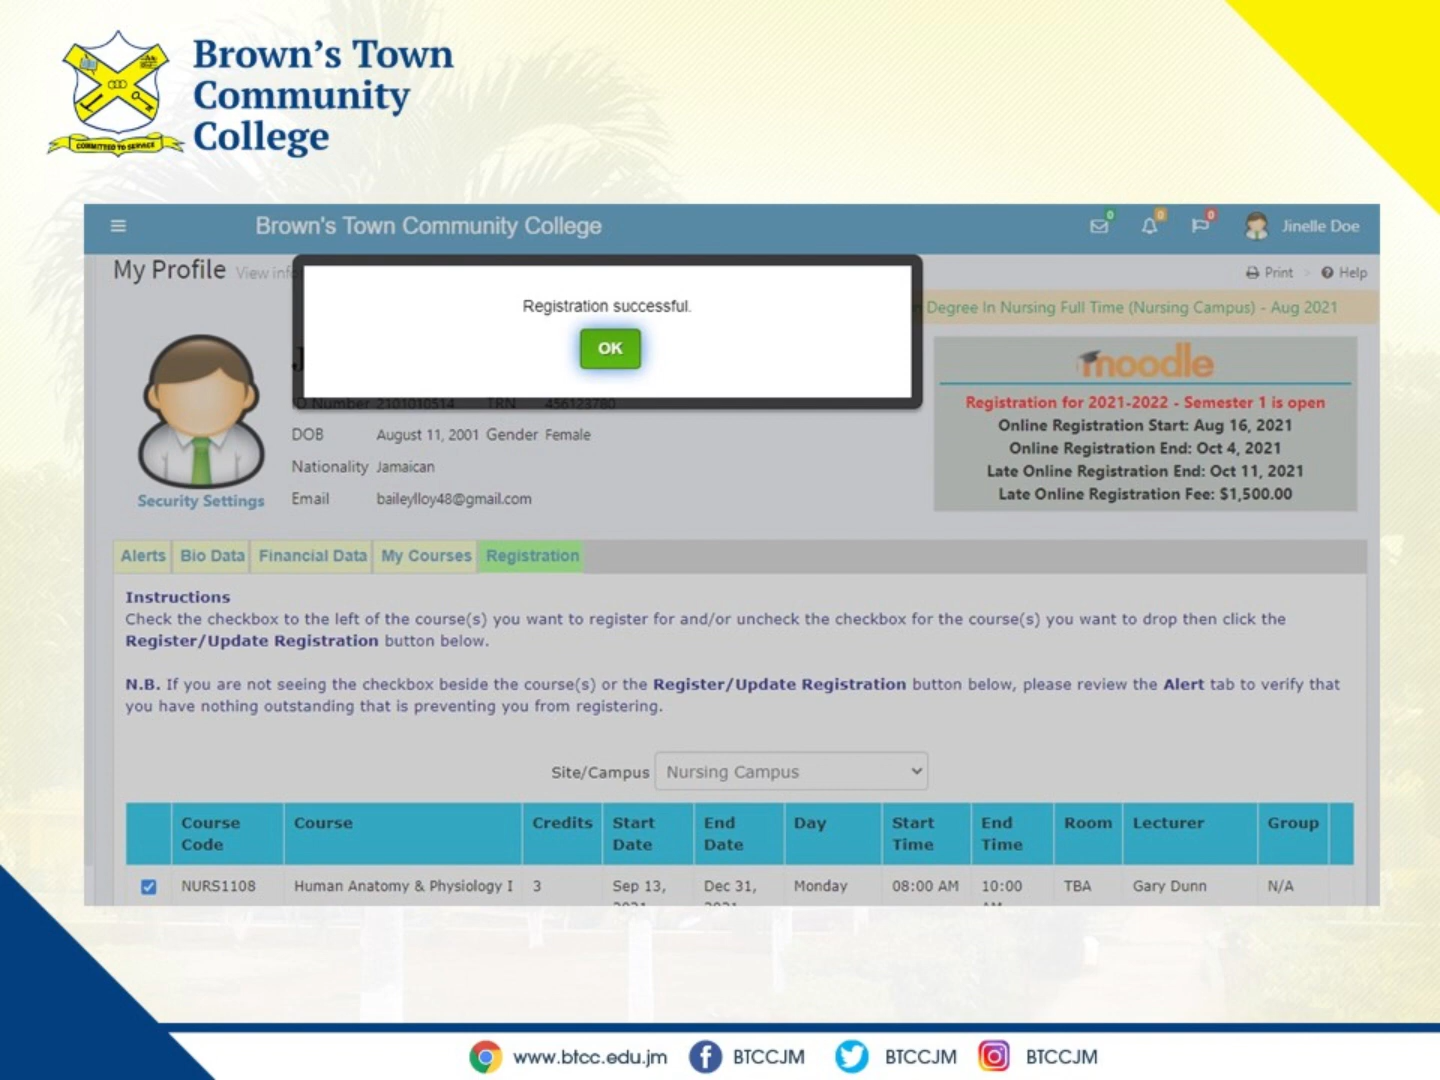 Brown's Town
Community
College
COMMITTED TO SERVICE
Brown's Town Community College
0
0
0
Jinelle Doe
My Profile View
Print > Help
Registration successful.
OK
Degree In Nursing Full Time (Nursing Campus) - Aug 2021
moodle
Registration for 2021-2022 - Semester 1 is open
Online Registration Start: Aug 16, 2021
Online Registration End: Oct 4, 2021
Late Online Registration End: Oct 11, 2021
Late Online Registration Fee: $1,500.00
ID Number 2101010514 TRN 456123780
DOB August 11, 2001 Gender Female
Nationality Jamaican
Email baileylloy48@gmail.com
Security Settings
Alerts Bio Data Financial Data My Courses Registration
Instructions
Check the checkbox to the left of the course(s) you want to register for and/or uncheck the checkbox for the course(s) you want to drop then click the
Register/Update Registration button below.
N.B. If you are not seeing the checkbox beside the course(s) or the Register/Update Registration button below, please review the Alert tab to verify that
you have nothing outstanding that is preventing you from registering.
Site/Campus Nursing Campus
Course Code Course Credits Start Date End Date Day Start Time End Time Room Lecturer Group
NURS1108 Human Anatomy & Physiology I 3 Sep 13, Dec 31, Monday 08:00 AM 10:00 TBA Gary Dunn N/A
www.btcc.edu.jm BTCCJM BTCCJM BTCCJM